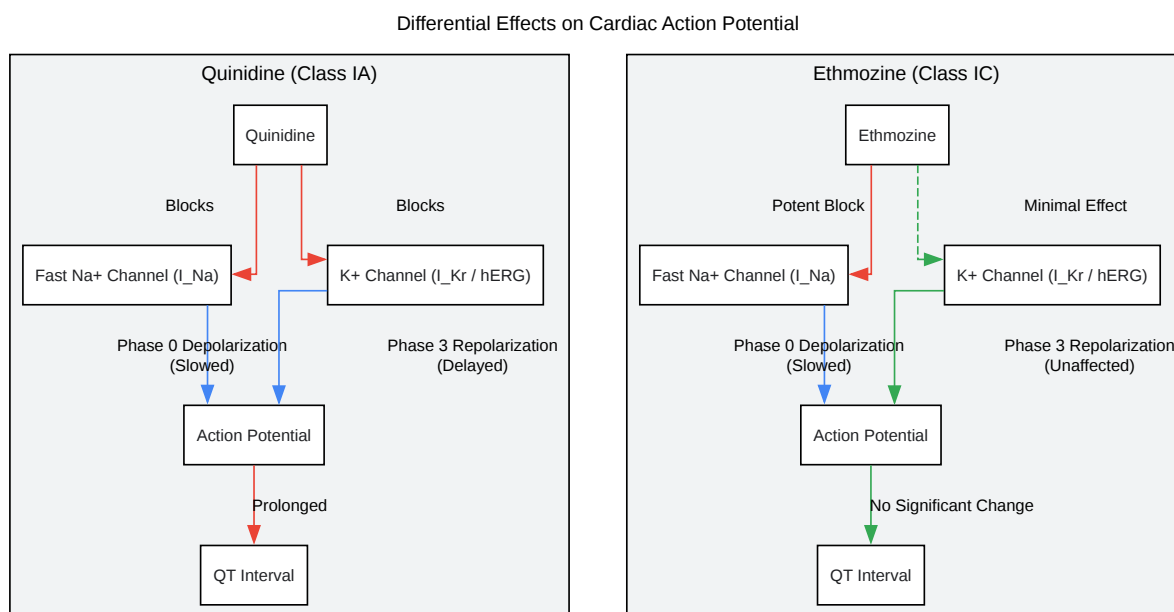 Differential Effects on Cardiac Action Potential
Quinidine (Class IA)
Quinidine
Blocks
Blocks
Fast Na+ Channel (I_Na)
K+ Channel (I_Kr / hERG)
Phase 0 Depolarization
(Slowed)
Phase 3 Repolarization
(Delayed)
Action Potential
Prolonged
QT Interval
Ethmozine (Class IC)
Ethmozine
Potent Block
Minimal Effect
Fast Na+ Channel (I_Na)
K+ Channel (I_Kr / hERG)
Phase 0 Depolarization
(Slowed)
Phase 3 Repolarization
(Unaffected)
Action Potential
No Significant Change
QT Interval